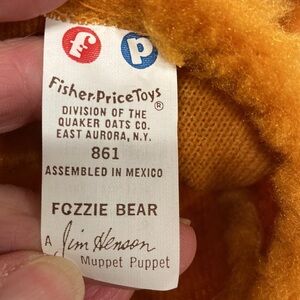 f p
Fisher-Price Toys ®
DIVISION OF THE
QUAKER OATS CO.
EAST AURORA, N.Y.
861
ASSEMBLED IN MEXICO
FOZZIE BEAR
A Jim Henson
Muppet Puppet